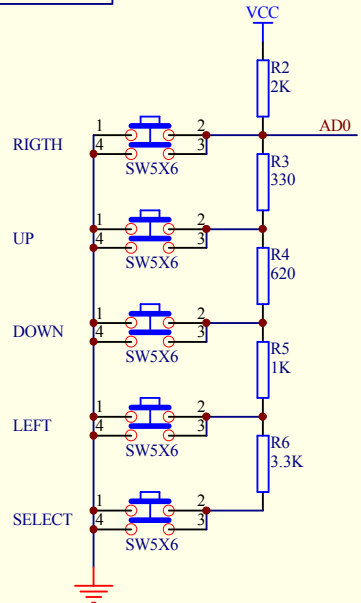 VCC
R2
2K
AD0
RIGTH
1 2
4 3
SW5X6
R3
330
UP
1 2
4 3
SW5X6
R4
620
DOWN
1 2
4 3
SW5X6
R5
1K
LEFT
1 2
4 3
SW5X6
R6
3.3K
SELECT
1 2
4 3
SW5X6